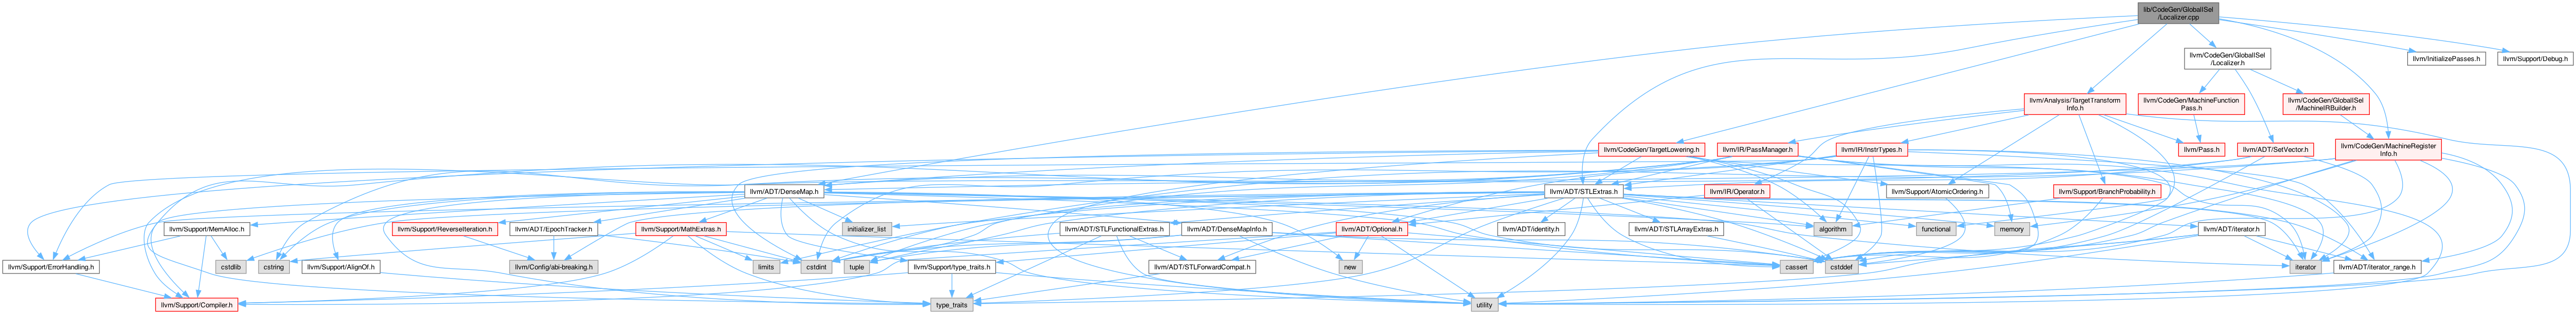 lib/CodeGen/GlobalISel
/Localizer.cpp
llvm/CodeGen/GlobalISel
/Localizer.h
llvm/InitializePasses.h
llvm/Support/Debug.h
llvm/Analysis/TargetTransform
Info.h
llvm/CodeGen/MachineFunction
Pass.h
llvm/CodeGen/GlobalISel
/MachineIRBuilder.h
llvm/CodeGen/TargetLowering.h
llvm/IR/PassManager.h
llvm/IR/InstrTypes.h
llvm/Pass.h
llvm/ADT/SetVector.h
llvm/CodeGen/MachineRegister
Info.h
llvm/ADT/DenseMap.h
llvm/ADT/STLExtras.h
llvm/Support/AtomicOrdering.h
llvm/IR/Operator.h
llvm/Support/BranchProbability.h
llvm/Support/MemAlloc.h
llvm/Support/ReverseIteration.h
llvm/ADT/EpochTracker.h
llvm/Support/MathExtras.h
initializer_list
llvm/ADT/STLFunctionalExtras.h
llvm/ADT/DenseMapInfo.h
llvm/ADT/Optional.h
llvm/ADT/identity.h
algorithm
llvm/ADT/STLArrayExtras.h
functional
memory
llvm/ADT/iterator.h
llvm/Support/ErrorHandling.h
cstdlib
cstring
llvm/Support/AlignOf.h
llvm/Config/abi-breaking.h
limits
cstdint
tuple
llvm/Support/type_traits.h
llvm/ADT/STLForwardCompat.h
new
cassert
cstddef
iterator
llvm/ADT/iterator_range.h
llvm/Support/Compiler.h
type_traits
utility